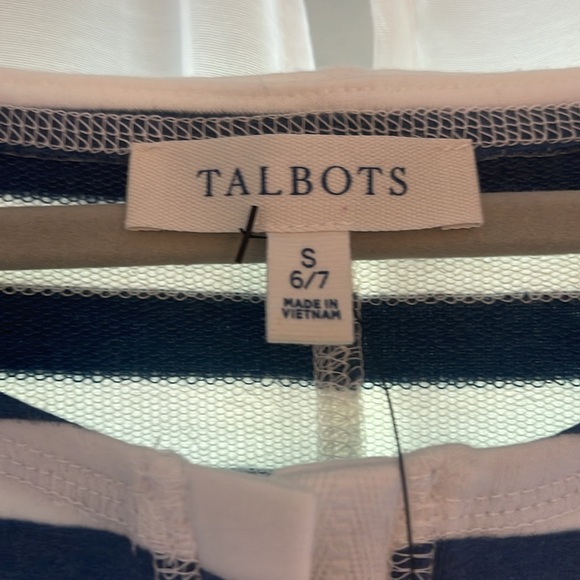 TALBOTS
S
6/7
MADE IN
VIETNAM